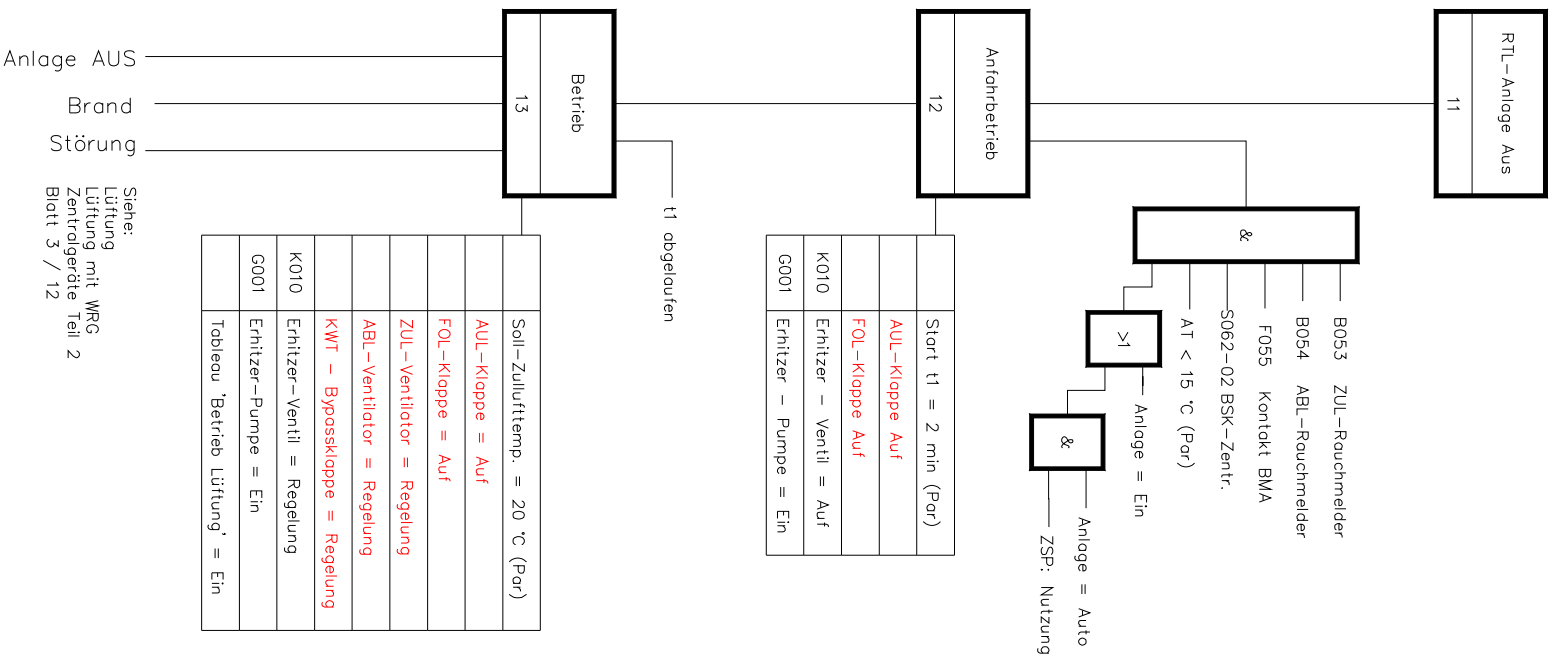 RTL-Anlage Aus
11
Anfahrbetrieb
12
&
B053 ZUL-Rauchmelder
B054 ABL-Rauchmelder
F055 Kontakt BMA
S062-02 BSK-Zentr.
AT < 15 °C (Par)
>1
Anlage = Ein
&
Anlage = Auto
ZSP: Nutzung
Start t1 = 2 min (Par)
AUL-Klappe Auf
FOL-Klappe Auf
K010 Erhitzer - Ventil = Auf
G001 Erhitzer - Pumpe = Ein
t1 abgelaufen
Betrieb
13
Soll-Zulufttemp. = 20 °C (Par)
AUL-Klappe = Auf
FOL-Klappe = Auf
ZUL-Ventilator = Regelung
ABL-Ventilator = Regelung
KWT - Bypassklappe = Regelung
K010 Erhitzer-Ventil = Regelung
G001 Erhitzer-Pumpe = Ein
Tableau 'Betrieb Lüftung' = Ein
Anlage AUS
Brand
Störung
Siehe:
Lüftung
Lüftung mit WRG
Zentralgeräte Teil 2
Blatt 3 / 12